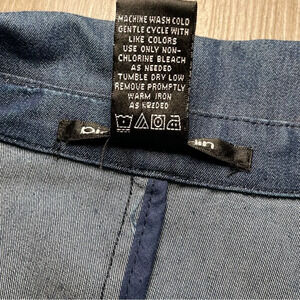 MACHINE WASH COLD
GENTLE CYCLE WITH
LIKE COLORS
USE ONLY NON-
CHLORINE BLEACH
AS NEEDED
TUMBLE DRY LOW
REMOVE PROMPTLY
WARM IRON
AS NEEDED